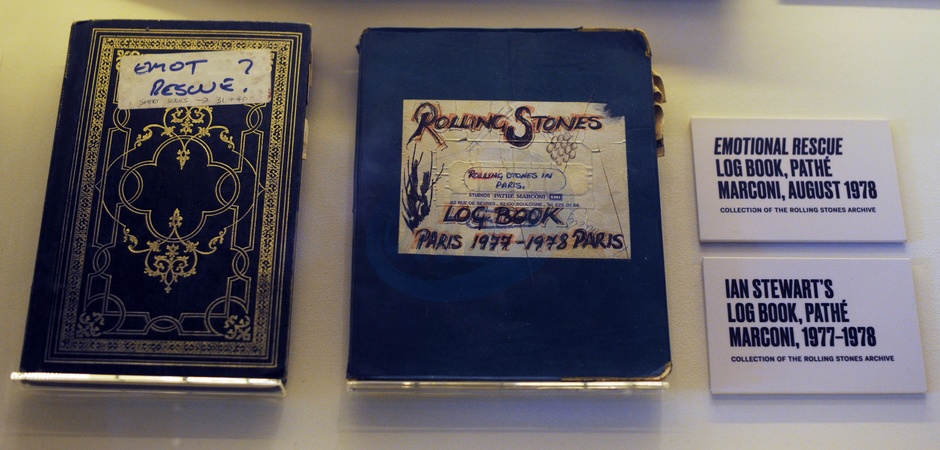 EMOT ?
RESCUE.
ROLLING STONES
ROLLING STONES IN
PARIS.
STUDIOS PATHÉ MARCONI EMI
LOG BOOK
PARIS 1977-1978 PARIS
EMOTIONAL RESCUE
LOG BOOK, PATHÉ
MARCONI, AUGUST 1978
COLLECTION OF THE ROLLING STONES ARCHIVE
IAN STEWART'S
LOG BOOK, PATHÉ
MARCONI, 1977–1978
COLLECTION OF THE ROLLING STONES ARCHIVE